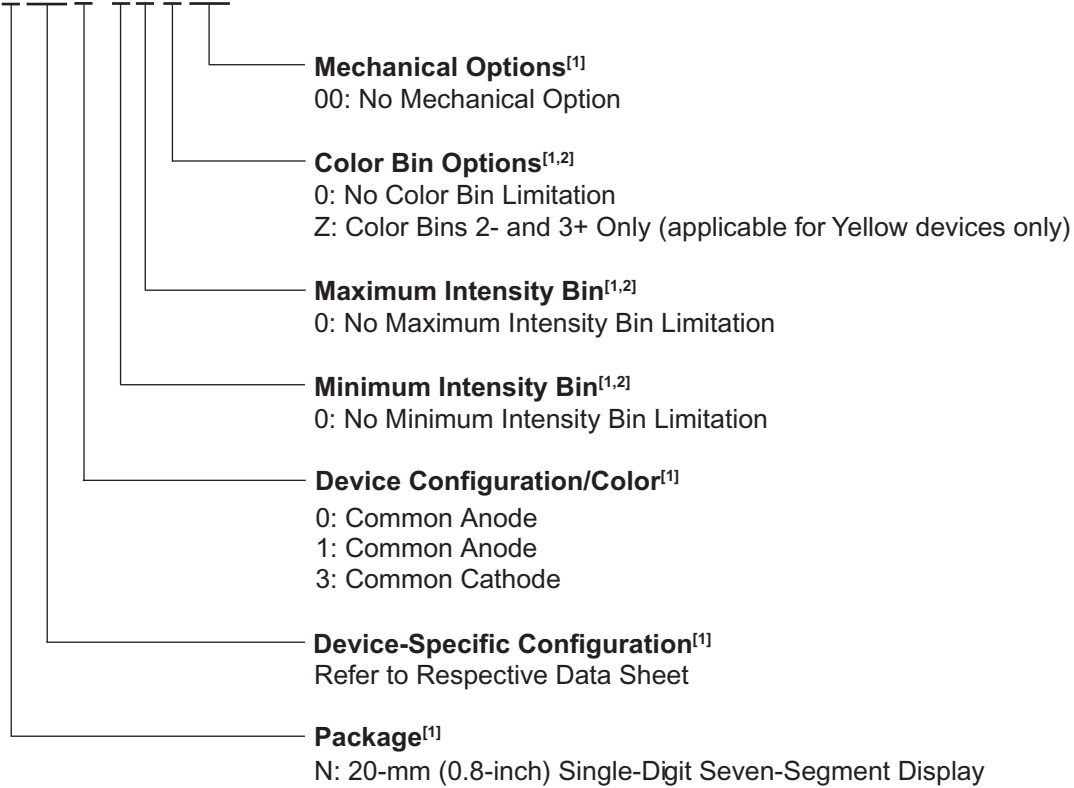 Mechanical Options[1]
00: No Mechanical Option
Color Bin Options[1,2]
0: No Color Bin Limitation
Z: Color Bins 2- and 3+ Only (applicable for Yellow devices only)
Maximum Intensity Bin[1,2]
0: No Maximum Intensity Bin Limitation
Minimum Intensity Bin[1,2]
0: No Minimum Intensity Bin Limitation
Device Configuration/Color[1]
0: Common Anode
1: Common Anode
3: Common Cathode
Device-Specific Configuration[1]
Refer to Respective Data Sheet
Package[1]
N: 20-mm (0.8-inch) Single-Digit Seven-Segment Display